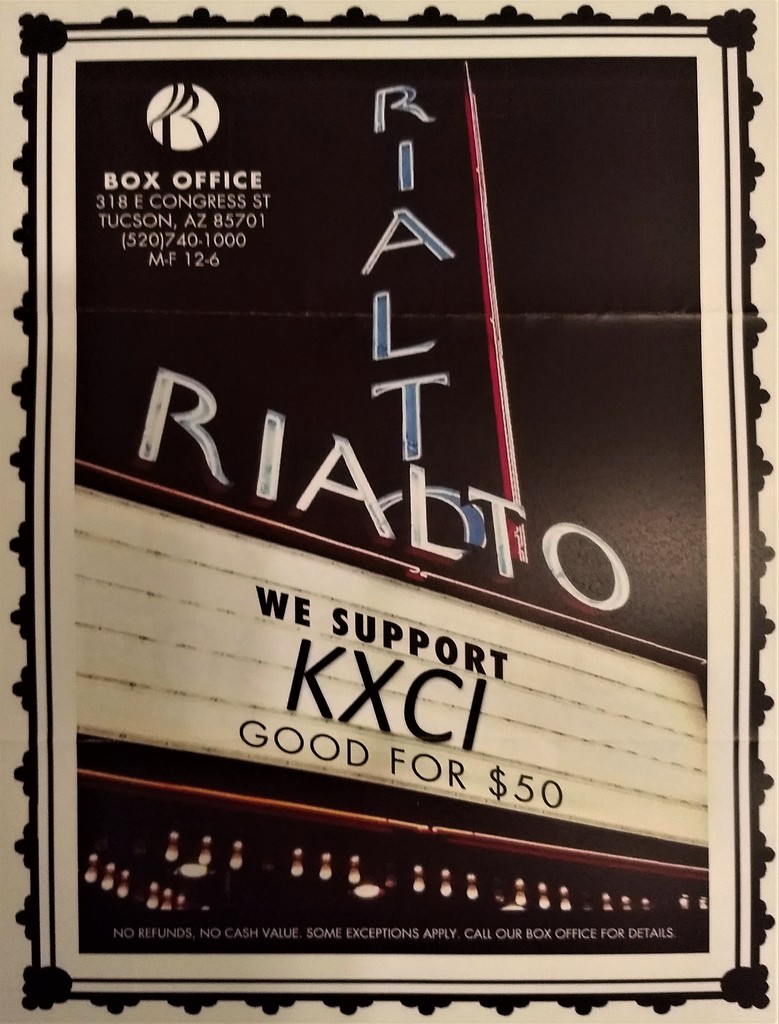 R
BOX OFFICE
318 E CONGRESS ST
TUCSON, AZ 85701
(520)740-1000
M-F 12-6
RIALTO
RIALTO
WE SUPPORT
KXCI
GOOD FOR $50
NO REFUNDS, NO CASH VALUE. SOME EXCEPTIONS APPLY. CALL OUR BOX OFFICE FOR DETAILS.